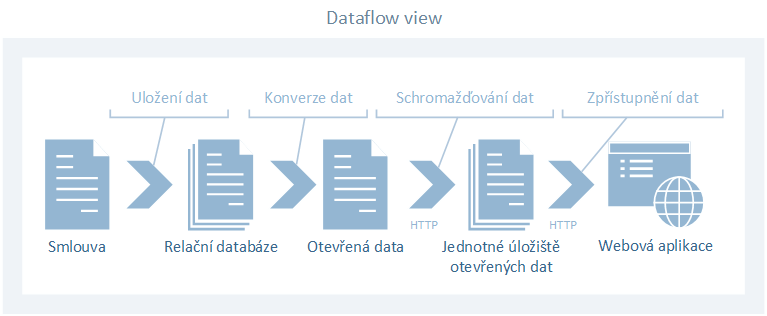 Dataflow view
Uložení dat
Konverze dat
Schromažďování dat
Zpřístupnění dat
HTTP
HTTP
Smlouva
Relační databáze
Otevřená data
Jednotné úložiště
otevřených dat
Webová aplikace